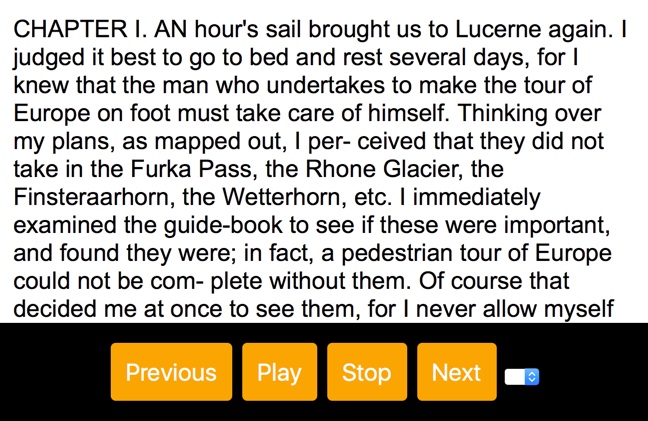 CHAPTER I. AN hour's sail brought us to Lucerne again. I
judged it best to go to bed and rest several days, for I
knew that the man who undertakes to make the tour of
Europe on foot must take care of himself. Thinking over
my plans, as mapped out, I per- ceived that they did not
take in the Furka Pass, the Rhone Glacier, the
Finsteraarhorn, the Wetterhorn, etc. I immediately
examined the guide-book to see if these were important,
and found they were; in fact, a pedestrian tour of Europe
could not be com- plete without them. Of course that
decided me at once to see them, for I never allow myself
Previous Play Stop Next